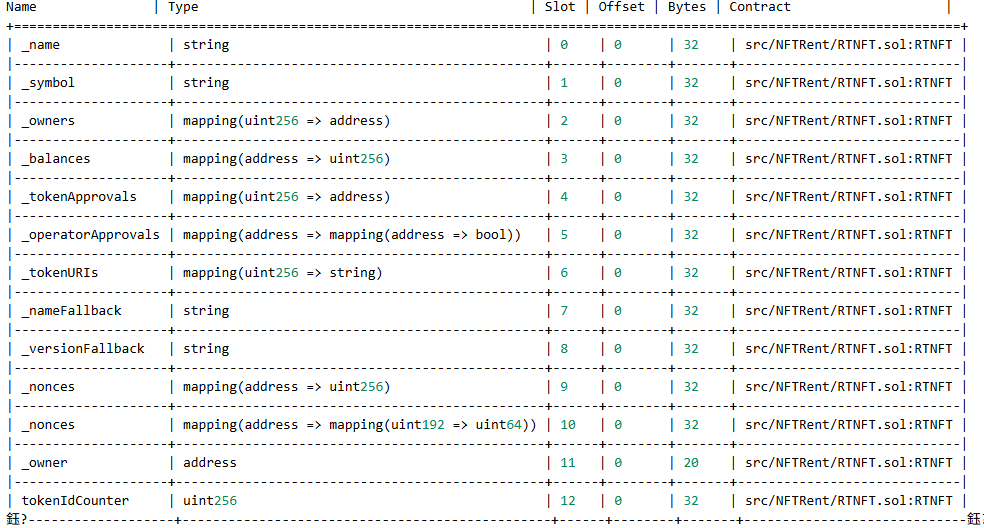 Name | Type | Slot | Offset | Bytes | Contract |
+========================================================================================================================+
| _name | string | 0 | 0 | 32 | src/NFTRent/RTNFT.sol:RTNFT |
| _symbol | string | 1 | 0 | 32 | src/NFTRent/RTNFT.sol:RTNFT |
| _owners | mapping(uint256 => address) | 2 | 0 | 32 | src/NFTRent/RTNFT.sol:RTNFT |
| _balances | mapping(address => uint256) | 3 | 0 | 32 | src/NFTRent/RTNFT.sol:RTNFT |
| _tokenApprovals | mapping(uint256 => address) | 4 | 0 | 32 | src/NFTRent/RTNFT.sol:RTNFT |
| _operatorApprovals | mapping(address => mapping(address => bool)) | 5 | 0 | 32 | src/NFTRent/RTNFT.sol:RTNFT |
| _tokenURIs | mapping(uint256 => string) | 6 | 0 | 32 | src/NFTRent/RTNFT.sol:RTNFT |
| _nameFallback | string | 7 | 0 | 32 | src/NFTRent/RTNFT.sol:RTNFT |
| _versionFallback | string | 8 | 0 | 32 | src/NFTRent/RTNFT.sol:RTNFT |
| _nonces | mapping(address => uint256) | 9 | 0 | 32 | src/NFTRent/RTNFT.sol:RTNFT |
| _nonces | mapping(address => mapping(uint192 => uint64)) | 10 | 0 | 32 | src/NFTRent/RTNFT.sol:RTNFT |
| _owner | address | 11 | 0 | 20 | src/NFTRent/RTNFT.sol:RTNFT |
| tokenIdCounter | uint256 | 12 | 0 | 32 | src/NFTRent/RTNFT.sol:RTNFT |
鈺?-------------------+------------------------------------------------+------+--------+-------+-----------------------------鈺?